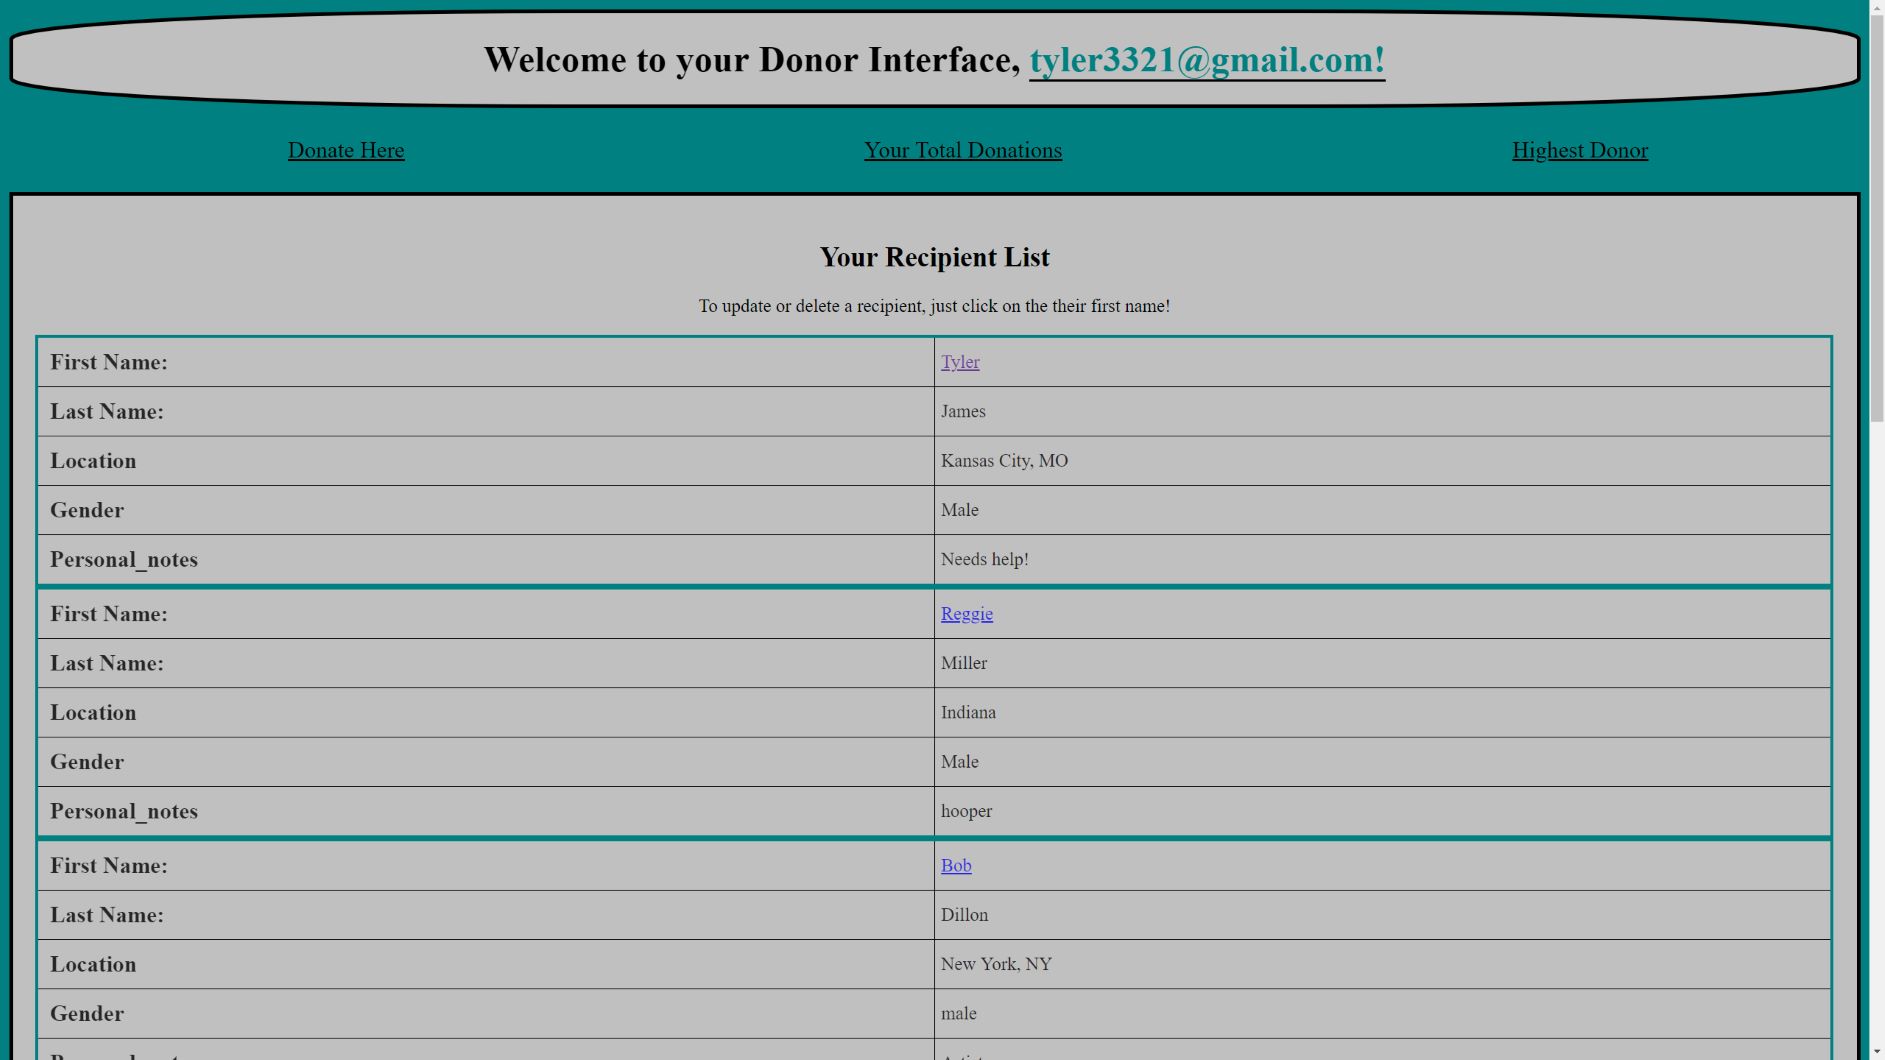 Welcome to your Donor Interface, tyler3321@gmail.com!
Donate Here Your Total Donations Highest Donor
Your Recipient List
To update or delete a recipient, just click on the their first name!
First Name: Tyler
Last Name: James
Location Kansas City, MO
Gender Male
Personal_notes Needs help!
First Name: Reggie
Last Name: Miller
Location Indiana
Gender Male
Personal_notes hooper
First Name: Bob
Last Name: Dillon
Location New York, NY
Gender male